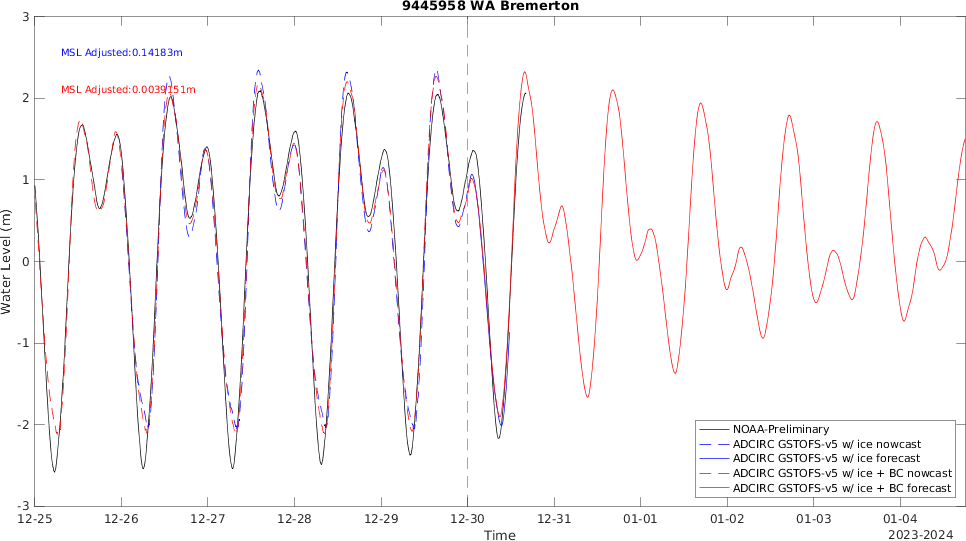 9445958 WA Bremerton
3
2
1
0
-1
-2
-3
Water Level (m)
MSL Adjusted:0.14183m
MSL Adjusted:0.0039151m
NOAA-Preliminary
ADCIRC GSTOFS-v5 w/ ice nowcast
ADCIRC GSTOFS-v5 w/ ice forecast
ADCIRC GSTOFS-v5 w/ ice + BC nowcast
ADCIRC GSTOFS-v5 w/ ice + BC forecast
12-25 12-26 12-27 12-28 12-29 12-30 12-31 01-01 01-02 01-03 01-04
Time
2023-2024